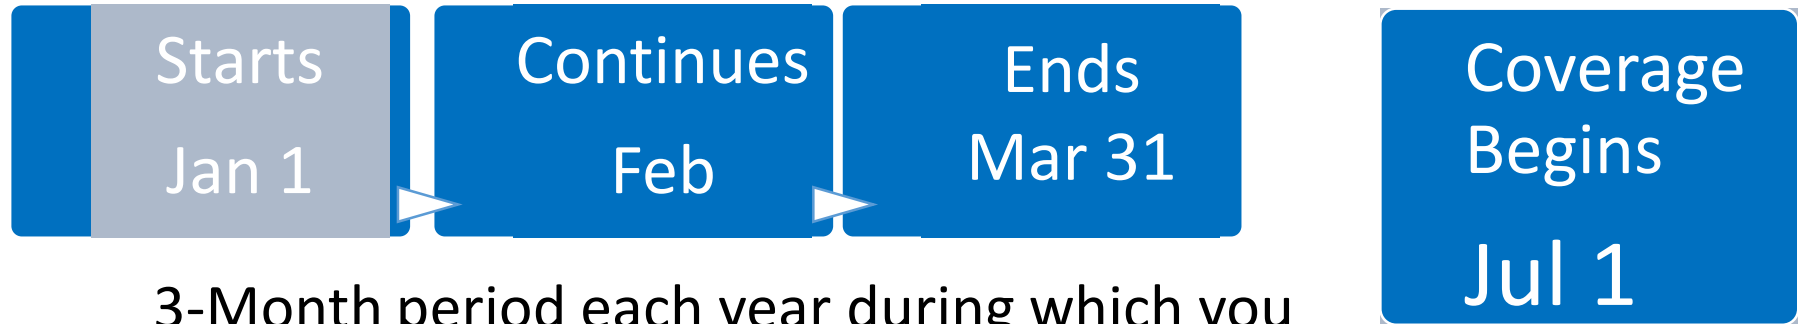 Starts
Jan 1
Continues
Feb
Ends
Mar 31
Coverage
Begins
Jul 1
3-Month period each year during which you